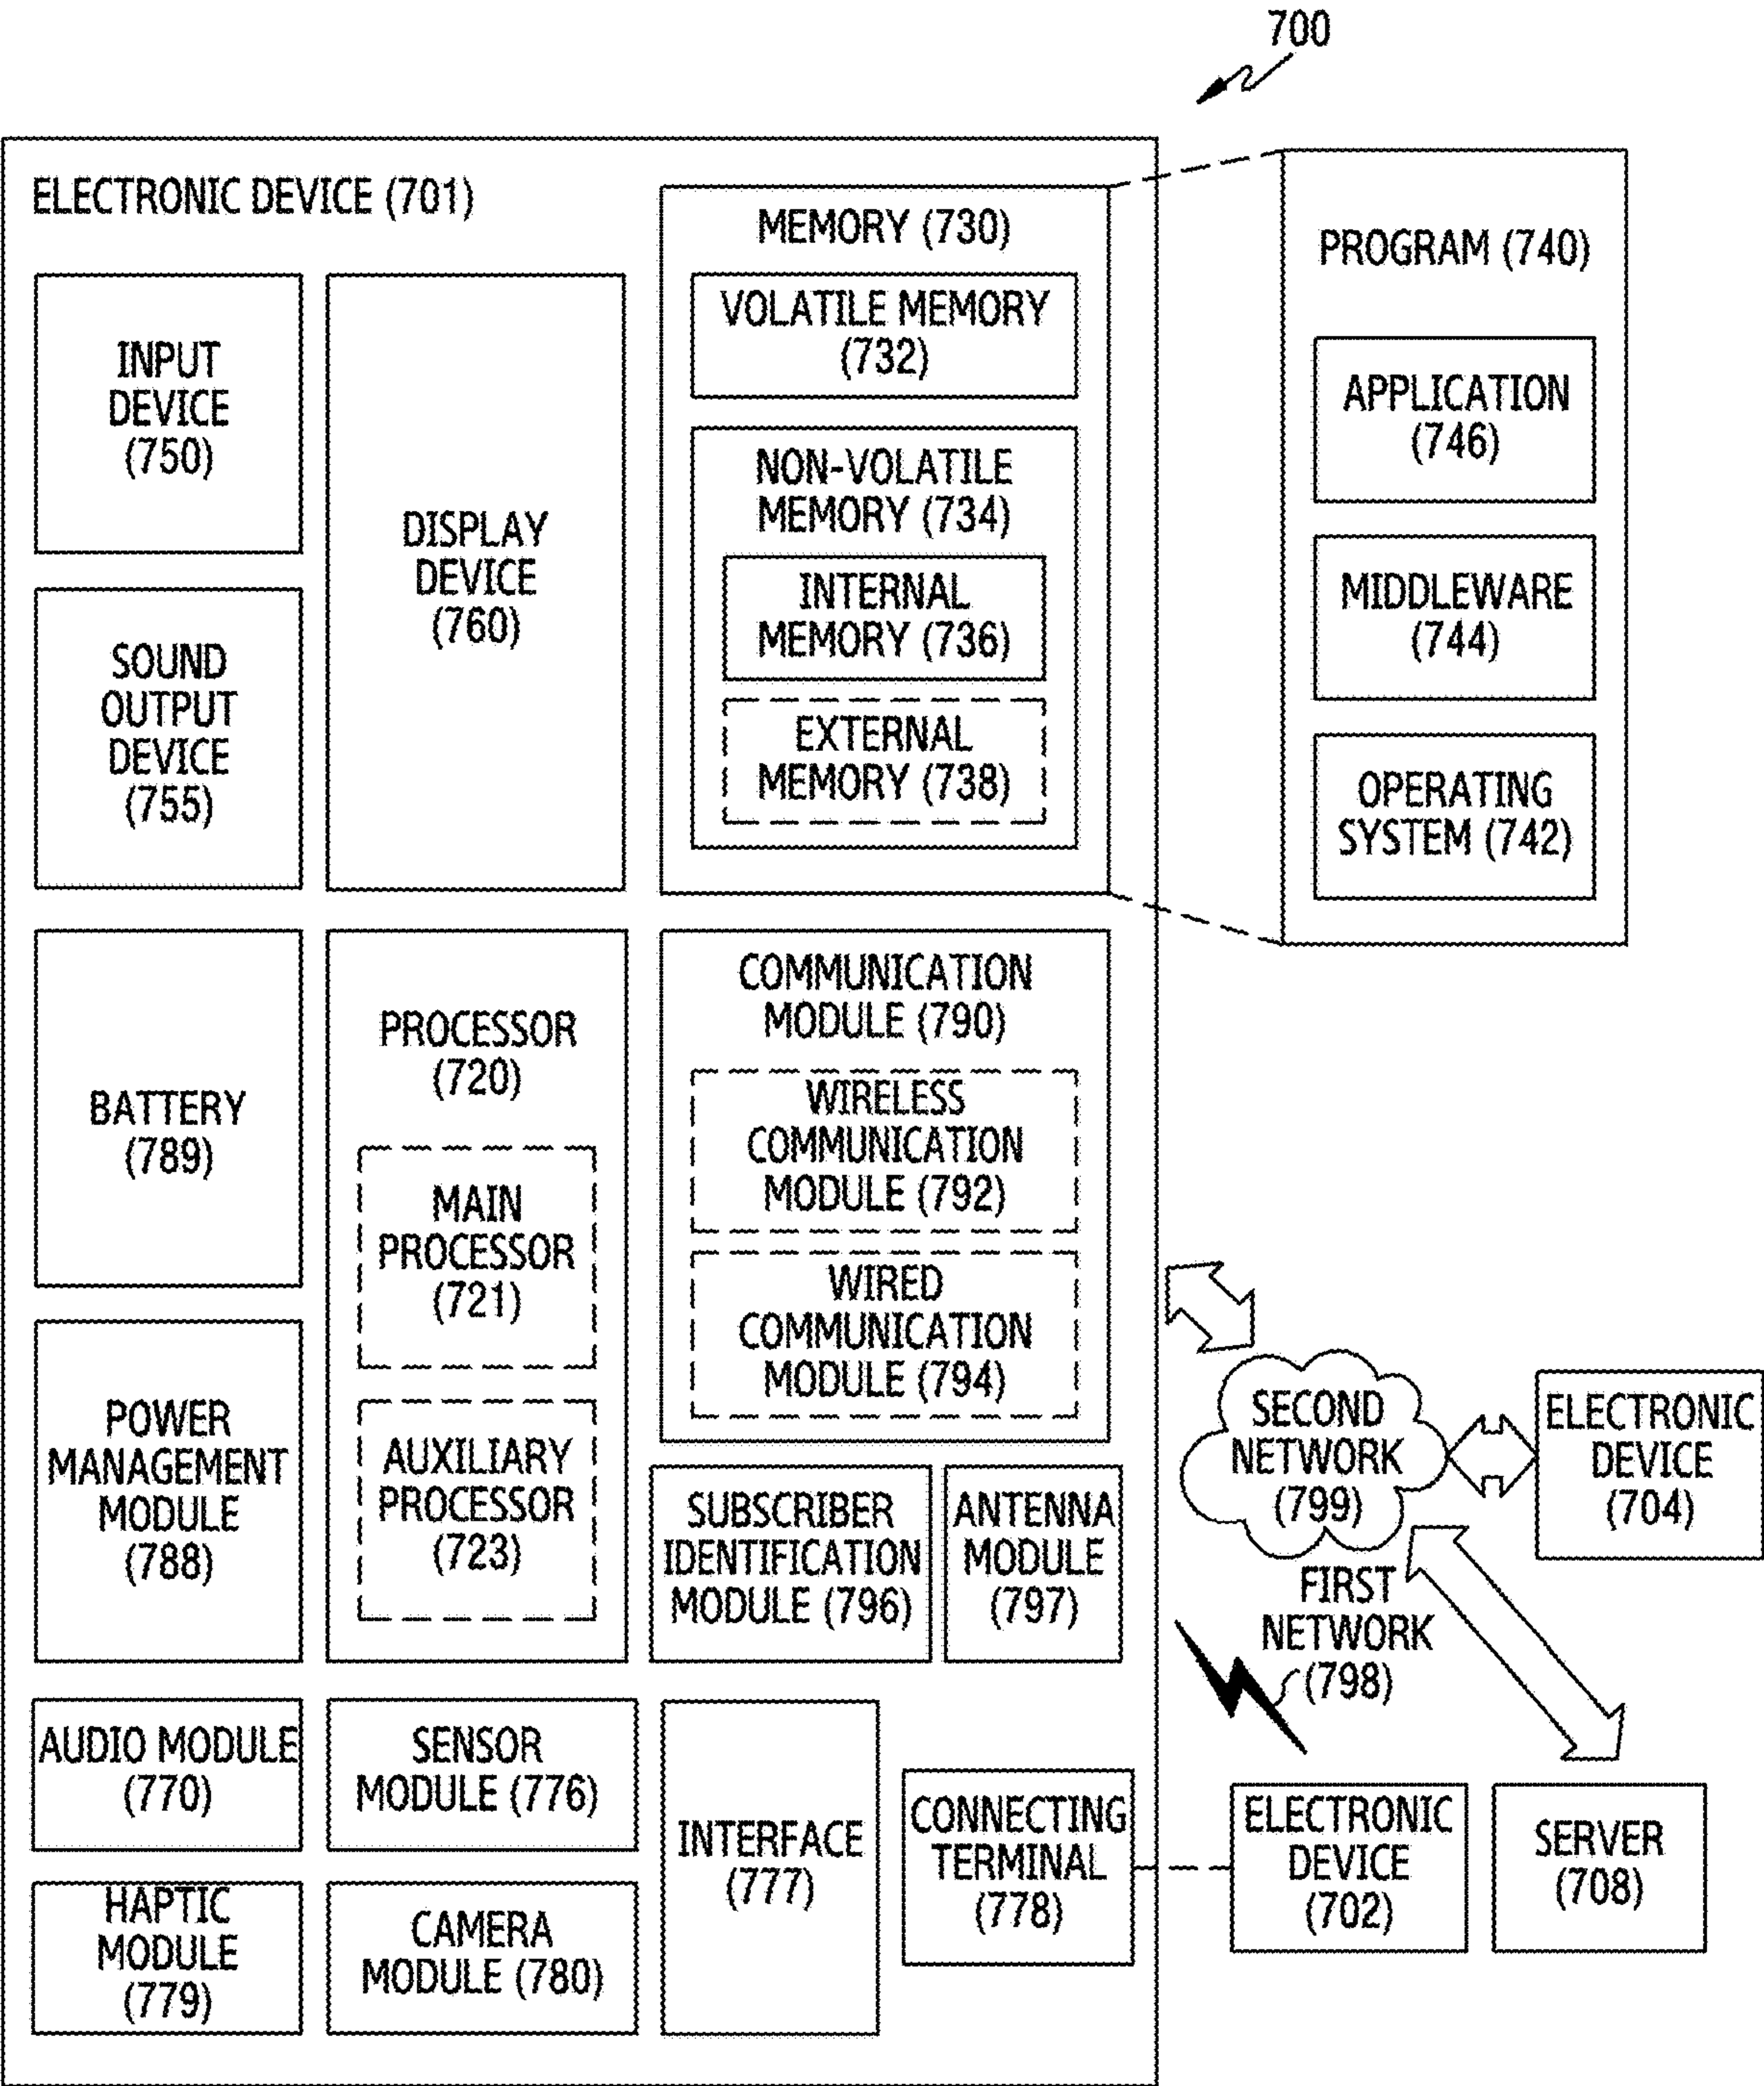 700
ELECTRONIC DEVICE (701)
INPUT
DEVICE
(750)
SOUND
OUTPUT
DEVICE
(755)
DISPLAY
DEVICE
(760)
MEMORY (730)
VOLATILE MEMORY
(732)
NON-VOLATILE
MEMORY (734)
INTERNAL
MEMORY (736)
EXTERNAL
MEMORY (738)
PROGRAM (740)
APPLICATION
(746)
MIDDLEWARE
(744)
OPERATING
SYSTEM (742)
BATTERY
(789)
POWER
MANAGEMENT
MODULE
(788)
PROCESSOR
(720)
MAIN
PROCESSOR
(721)
AUXILIARY
PROCESSOR
(723)
COMMUNICATION
MODULE (790)
WIRELESS
COMMUNICATION
MODULE (792)
WIRED
COMMUNICATION
MODULE (794)
SUBSCRIBER
IDENTIFICATION
MODULE (796)
ANTENNA
MODULE
(797)
SECOND
NETWORK
(799)
ELECTRONIC
DEVICE
(704)
FIRST
NETWORK
(798)
AUDIO MODULE
(770)
SENSOR
MODULE (776)
HAPTIC
MODULE
(779)
CAMERA
MODULE (780)
INTERFACE
(777)
CONNECTING
TERMINAL
(778)
ELECTRONIC
DEVICE
(702)
SERVER
(708)